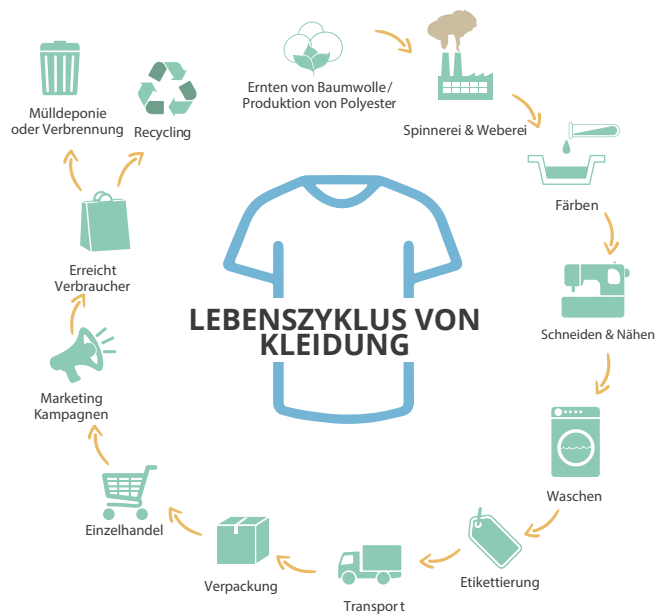 Ernten von Baumwolle/
Produktion von Polyester
Spinnerei & Weberei
Färben
Schneiden & Nähen
Waschen
Etikettierung
Transport
Verpackung
Einzelhandel
Marketing
Kampagnen
Erreicht
Verbraucher
Mülldeponie
oder Verbrennung
Recycling
LEBENSZYKLUS VON
KLEIDUNG